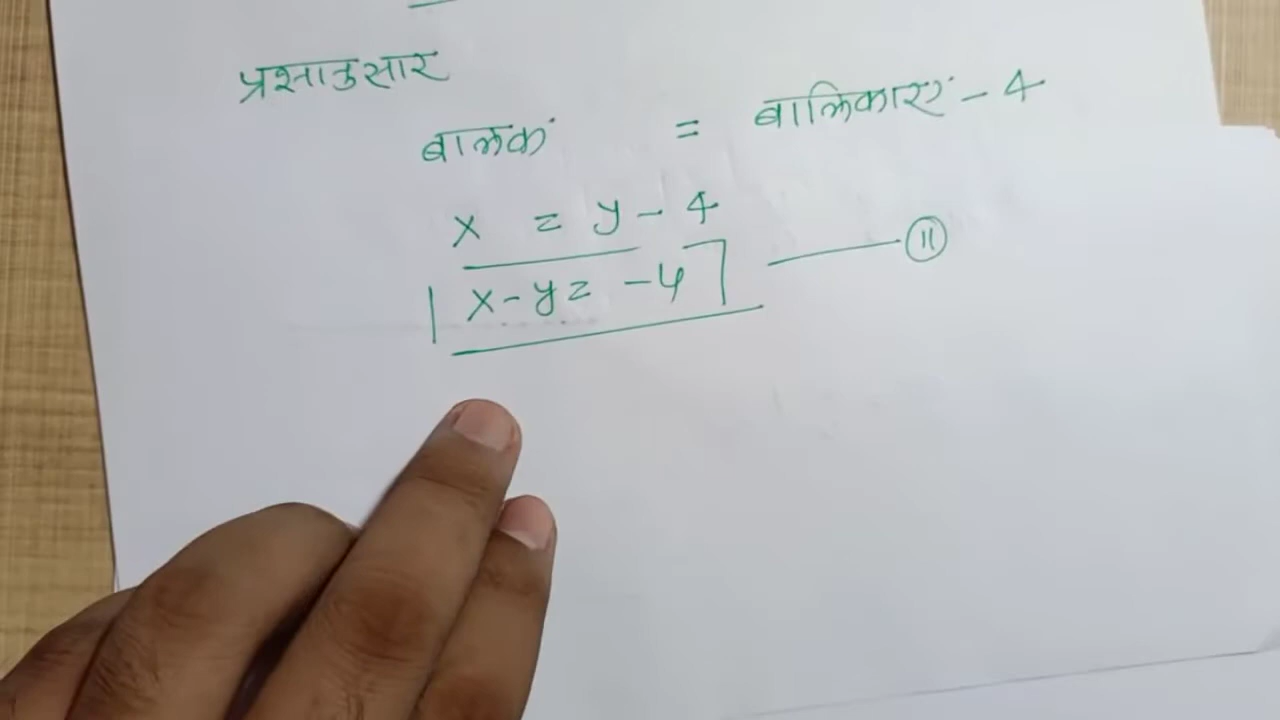 प्रश्नानुसार
बालक = बालिकाएं - 4
x = y - 4
x - y = -4 (II)